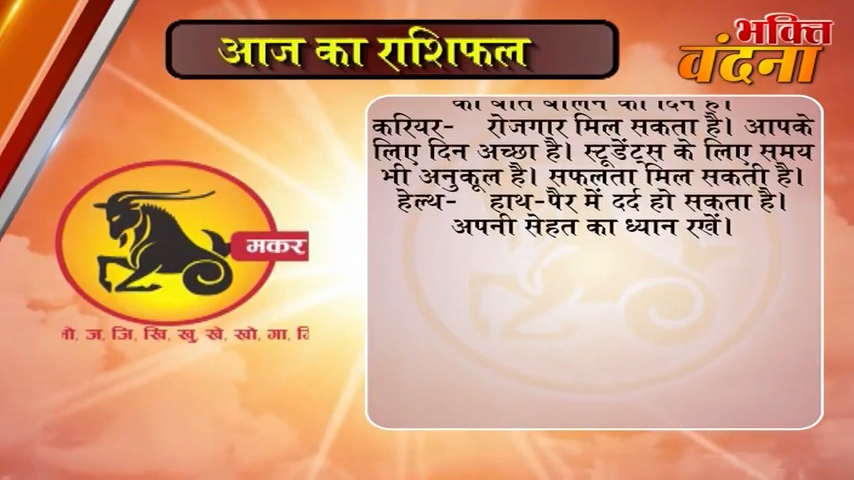 आज का राशिफल
भक्ति
वंदना
की बात बोलने का दिन है।
करियर- रोजगार मिल सकता है। आपके
लिए दिन अच्छा है। स्टूडेंट्स के लिए समय
भी अनुकूल है। सफलता मिल सकती है।
हेल्थ- हाथ-पैर में दर्द हो सकता है।
अपनी सेहत का ध्यान रखें।
मकर
ज, जि, खि, खु, खे, खो, गा,